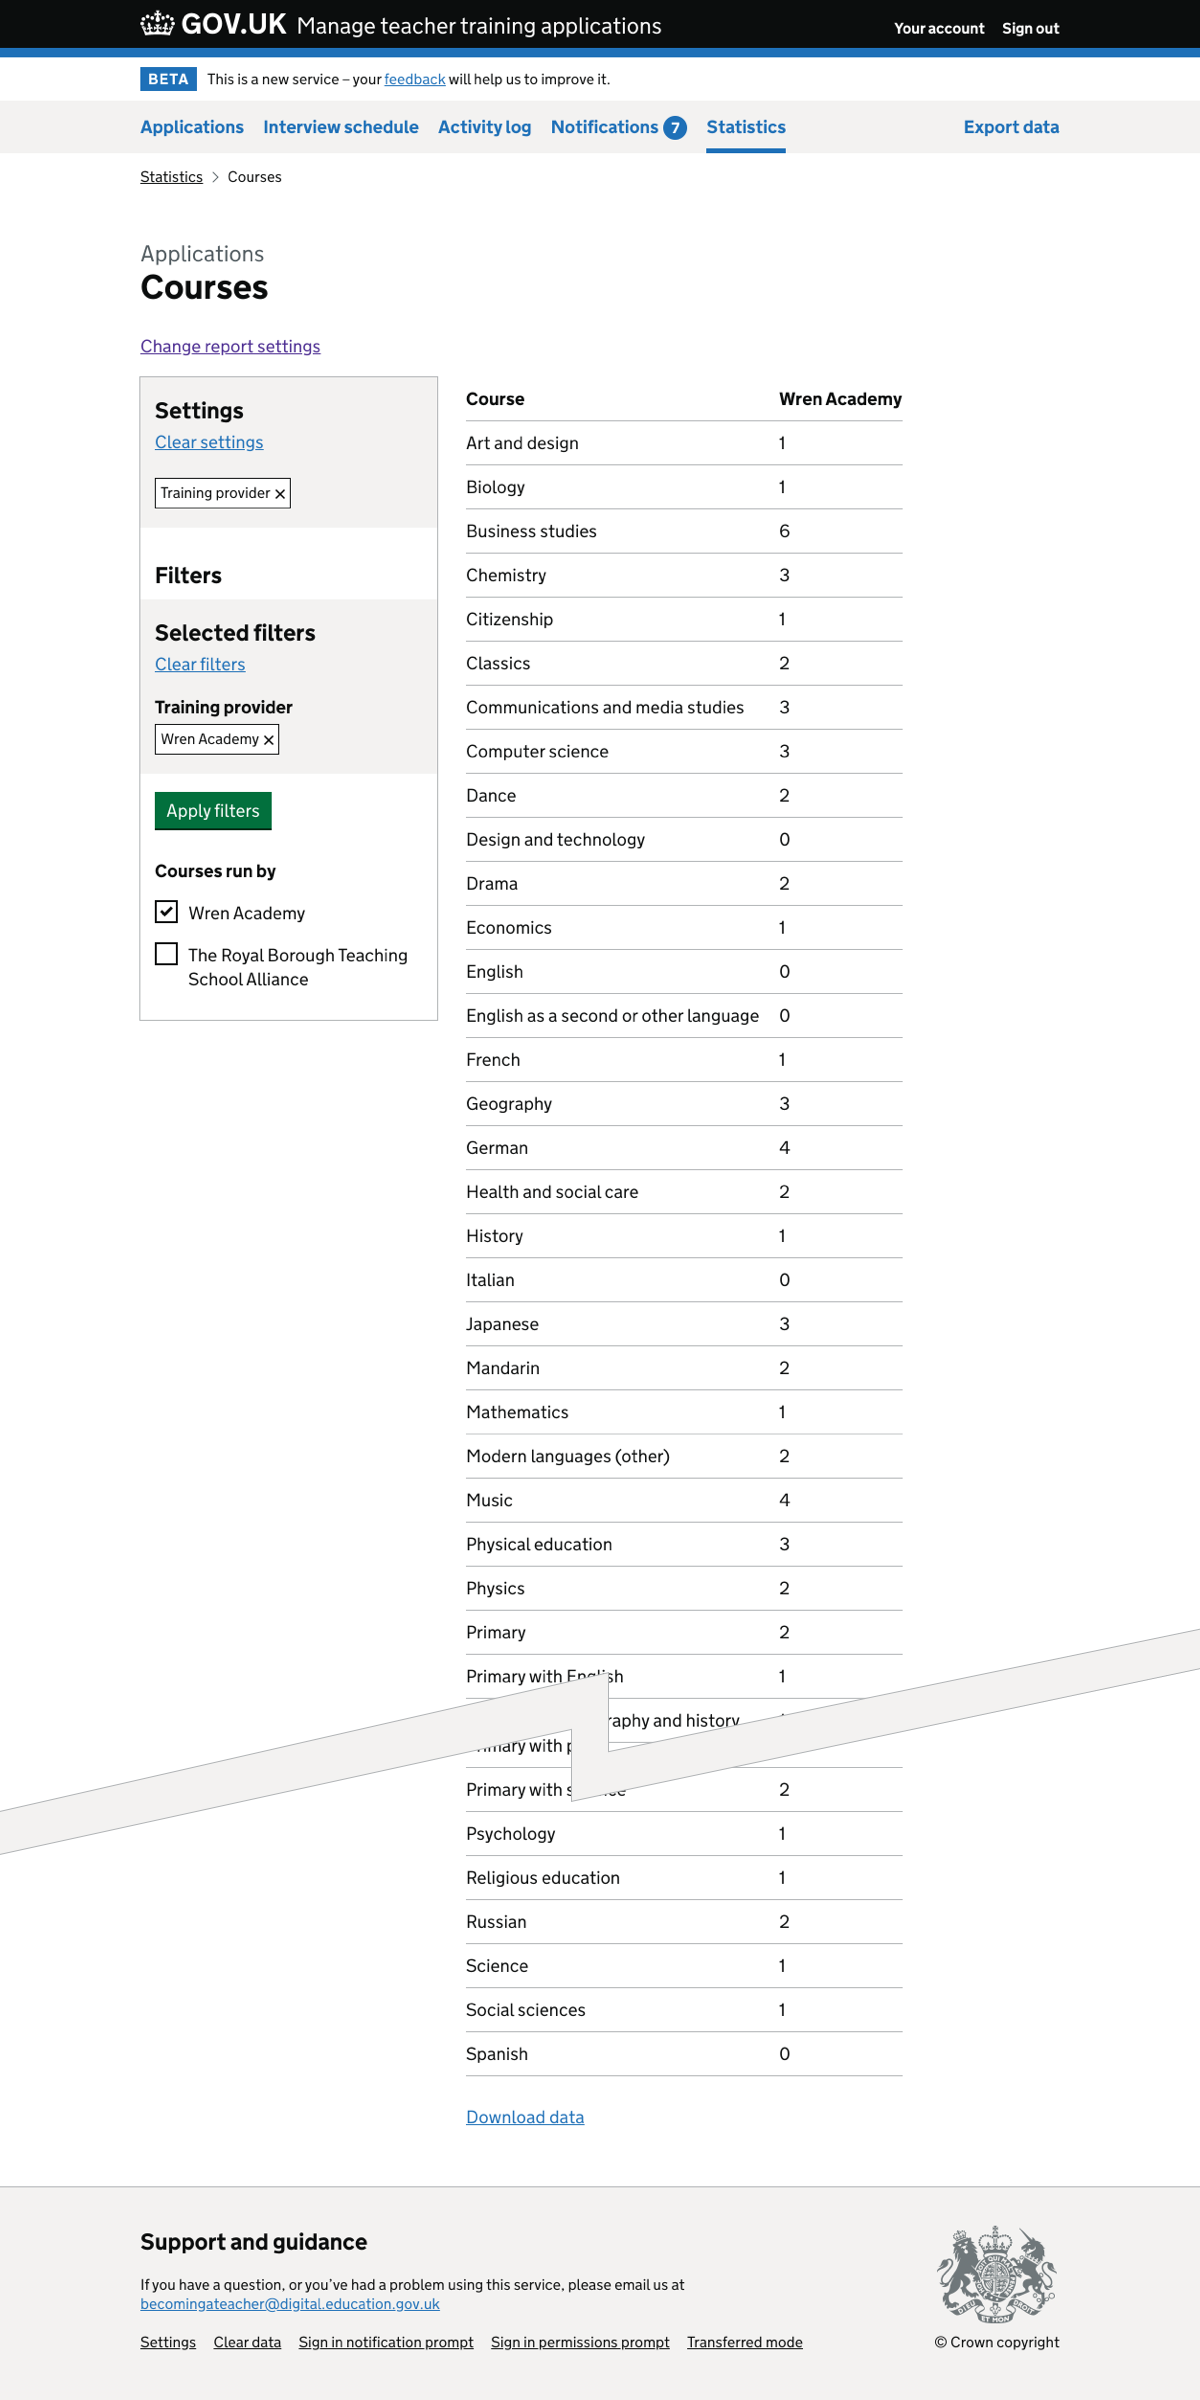 GOV.UK Manage teacher training applications Your account Sign out
BETA This is a new service – your feedback will help us to improve it.
Applications Interview schedule Activity log Notifications 7 Statistics Export data
Statistics > Courses
Applications
Courses
Change report settings
Settings
Clear settings
Training provider ✕
Filters
Selected filters
Clear filters
Training provider
Wren Academy ✕
Apply filters
Courses run by
Wren Academy
The Royal Borough Teaching
School Alliance
Course Wren Academy
Art and design 1
Biology 1
Business studies 6
Chemistry 3
Citizenship 1
Classics 2
Communications and media studies 3
Computer science 3
Dance 2
Design and technology 0
Drama 2
Economics 1
English 0
English as a second or other language 0
French 1
Geography 3
German 4
Health and social care 2
History 1
Italian 0
Japanese 3
Mandarin 2
Mathematics 1
Modern languages (other) 2
Music 4
Physical education 3
Physics 2
Primary 2
Primary with English 1
and history
Primary with
Primary with 2
Psychology 1
Religious education 1
Russian 2
Science 1
Social sciences 1
Spanish 0
Download data
Support and guidance
If you have a question, or you’ve had a problem using this service, please email us at
becomingateacher@digital.education.gov.uk
Settings Clear data Sign in notification prompt Sign in permissions prompt Transferred mode
© Crown copyright